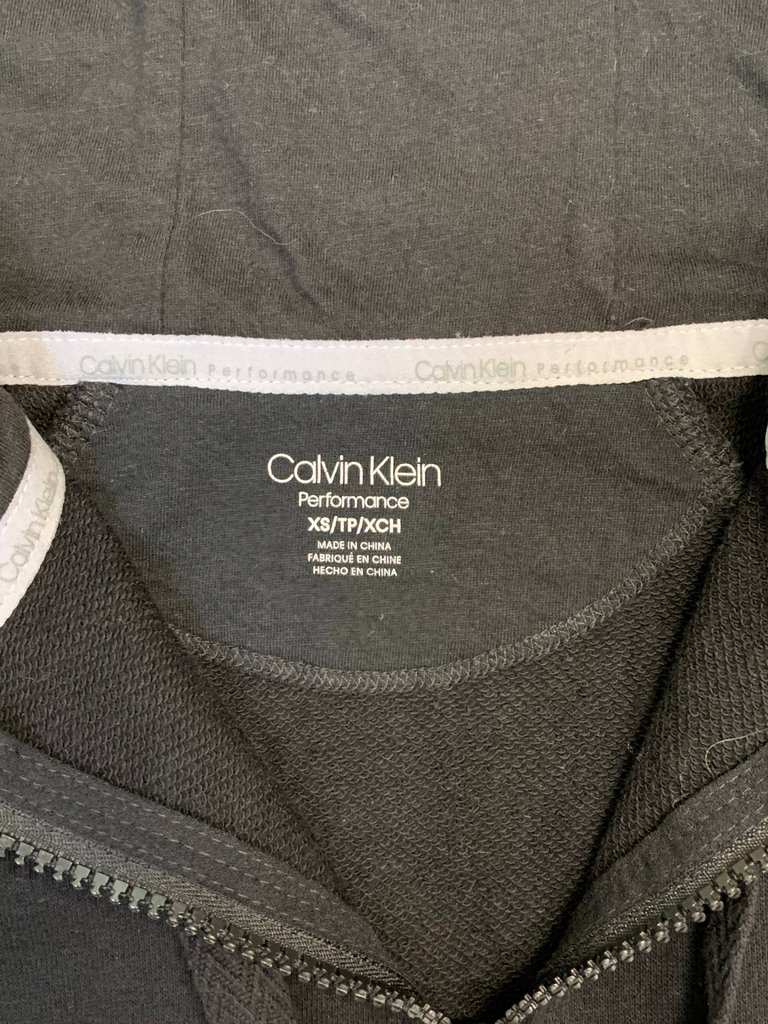 Calvin Klein Performance Calvin Klein Performance
Calvin Klein
Calvin Klein
Performance
XS/TP/XCH
MADE IN CHINA
FABRIQUÉ EN CHINE
HECHO EN CHINA